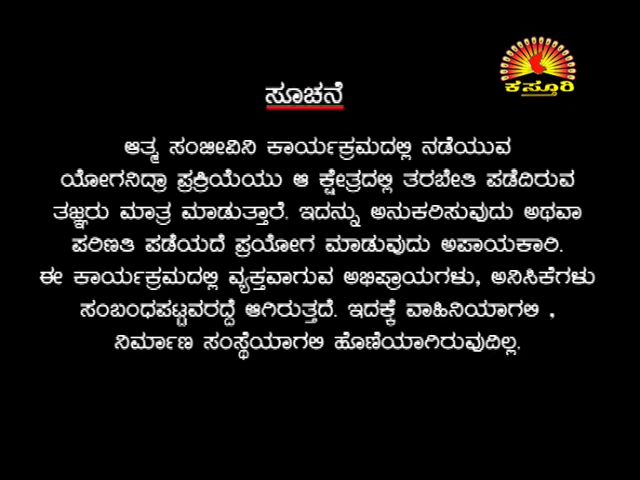 ಕಸ್ತೂರಿ
ಸೂಚನೆ
ಆತ್ಮ ಸಂಜೀವಿನಿ ಕಾರ್ಯಕ್ರಮದಲ್ಲಿ ನಡೆಯುವ
ಯೋಗನಿದ್ರಾ ಪ್ರಕ್ರಿಯೆಯು ಆ ಕ್ಷೇತ್ರದಲ್ಲಿ ತರಬೇತಿ ಪಡೆದಿರುವ
ತಜ್ಞರು ಮಾತ್ರ ಮಾಡುತ್ತಾರೆ. ಇದನ್ನು ಅನುಕರಿಸುವುದು ಅಥವಾ
ಪರಿಣತಿ ಪಡೆಯದೆ ಪ್ರಯೋಗ ಮಾಡುವುದು ಅಪಾಯಕಾರಿ.
ಈ ಕಾರ್ಯಕ್ರಮದಲ್ಲಿ ವ್ಯಕ್ತವಾಗುವ ಅಭಿಪ್ರಾಯಗಳು, ಅನಿಸಿಕೆಗಳು
ಸಂಬಂಧಪಟ್ಟವರದ್ದೆ ಆಗಿರುತ್ತದೆ. ಇದಕ್ಕೆ ವಾಹಿನಿಯಾಗಲಿ ,
ನಿರ್ಮಾಣ ಸಂಸ್ಥೆಯಾಗಲಿ ಹೊಣೆಯಾಗಿರುವುದಿಲ್ಲ.